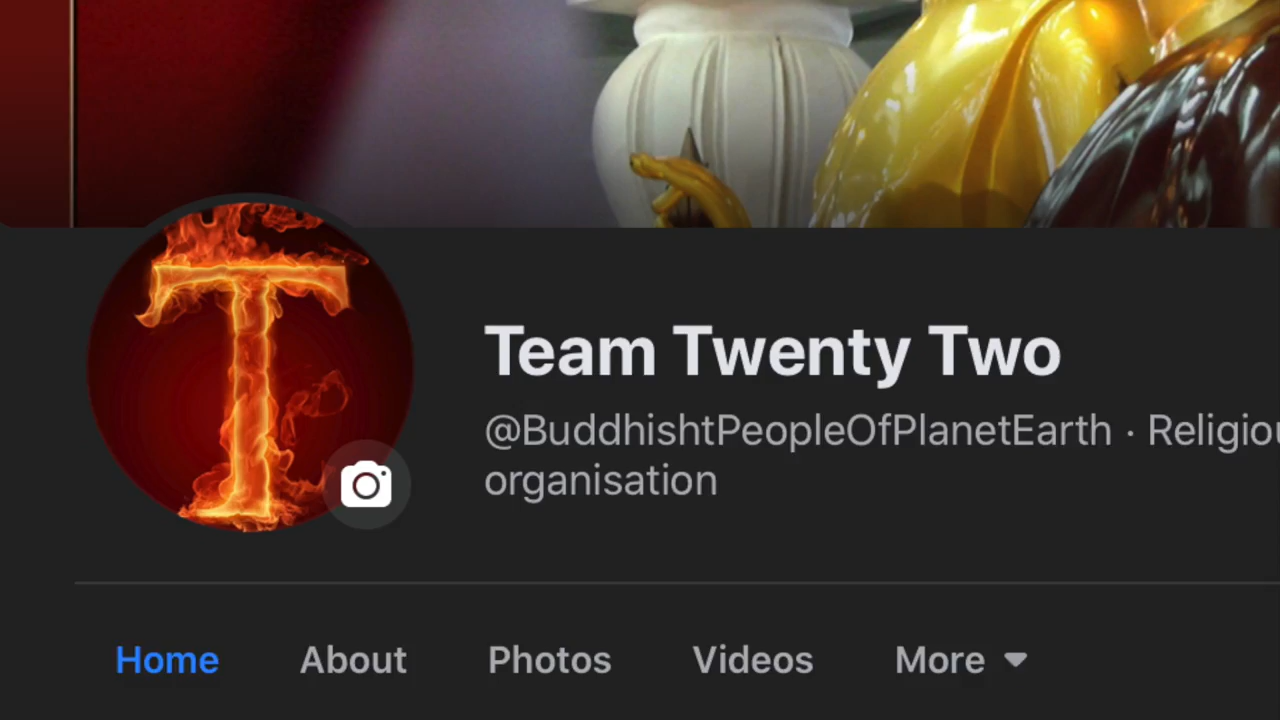 T
Team Twenty Two
@BuddhishtPeopleOfPlanetEarth · Religiou
organisation
Home About Photos Videos More